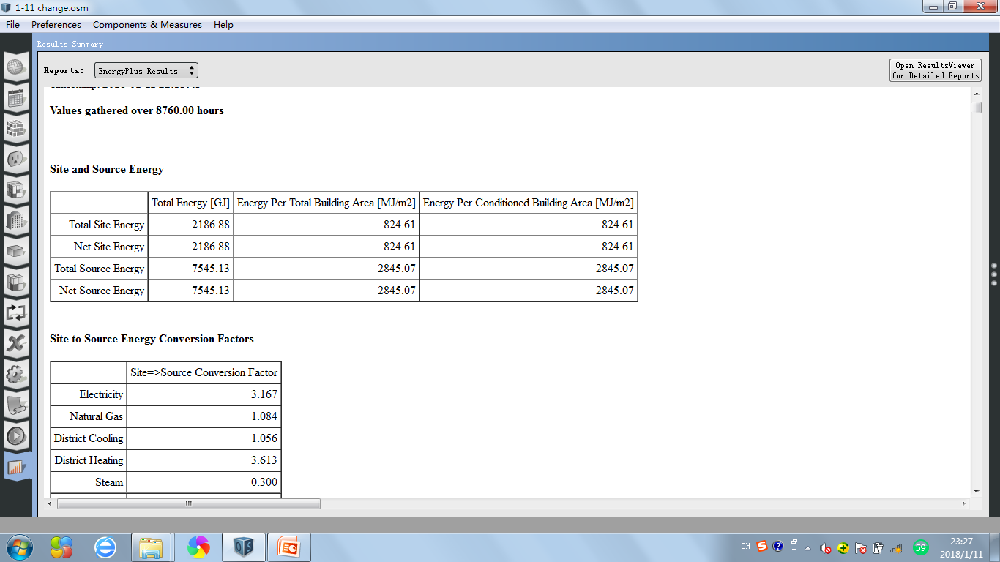 1-11 change.osm
File Preferences Components & Measures Help
Results Summary
Reports: EnergyPlus Results
Open ResultsViewer
for Detailed Reports
Values gathered over 8760.00 hours
Site and Source Energy
Total Energy [GJ] Energy Per Total Building Area [MJ/m2] Energy Per Conditioned Building Area [MJ/m2]
Total Site Energy 2186.88 824.61 824.61
Net Site Energy 2186.88 824.61 824.61
Total Source Energy 7545.13 2845.07 2845.07
Net Source Energy 7545.13 2845.07 2845.07
Site to Source Energy Conversion Factors
Site=>Source Conversion Factor
Electricity 3.167
Natural Gas 1.084
District Cooling 1.056
District Heating 3.613
Steam 0.300
CH
59
23:27
2018/1/11